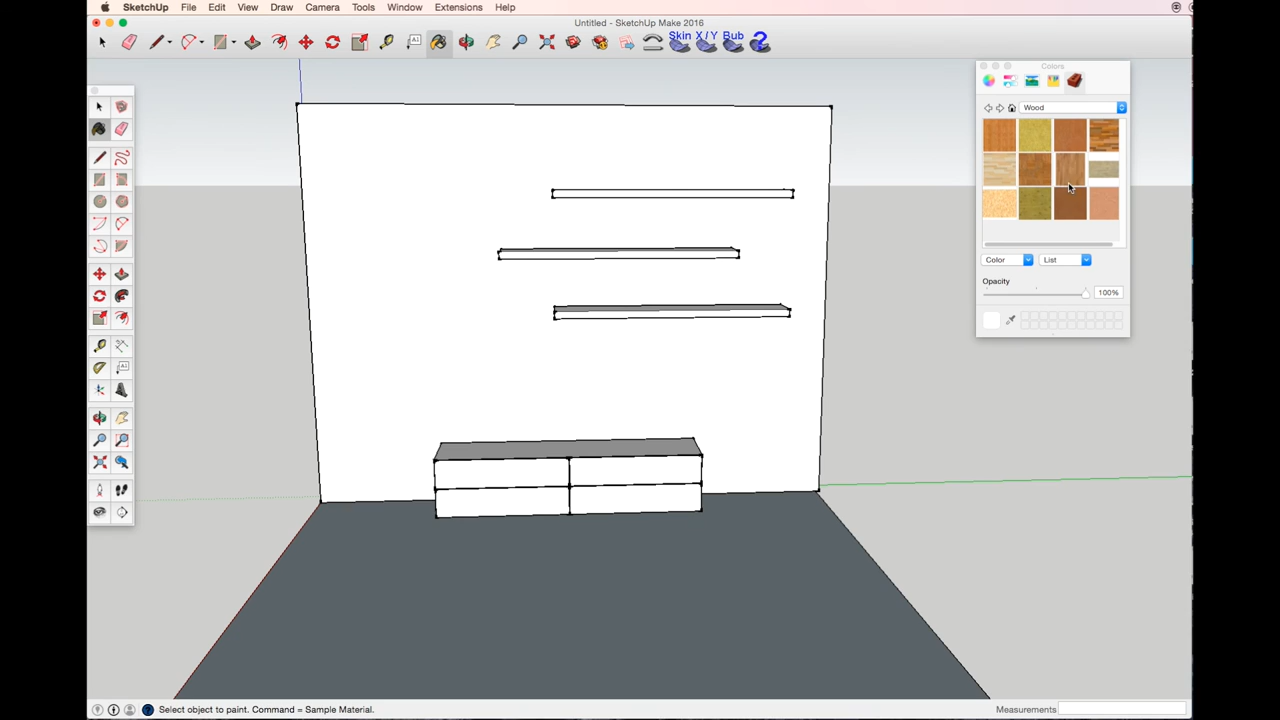 SketchUp File Edit View Draw Camera Tools Window Extensions Help
Untitled - SketchUp Make 2016
Skin X/Y Bub
Colors
Wood
Color List
Opacity
100%
Select object to paint. Command = Sample Material.
Measurements